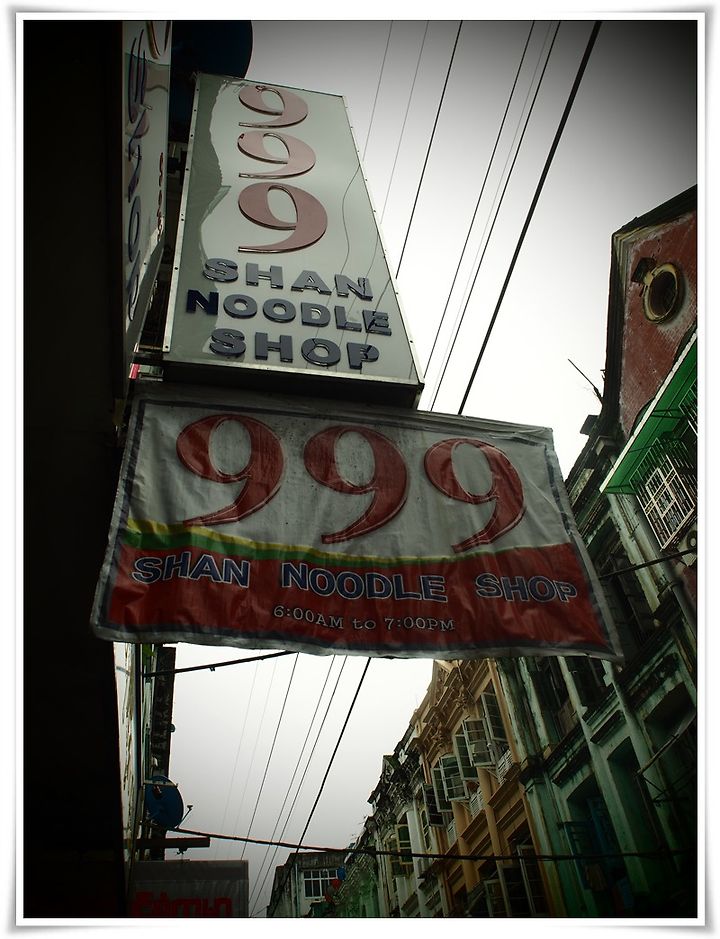 999
SHAN
NOODLE
SHOP
999
SHAN NOODLE SHOP
6:00AM to 7:00PM